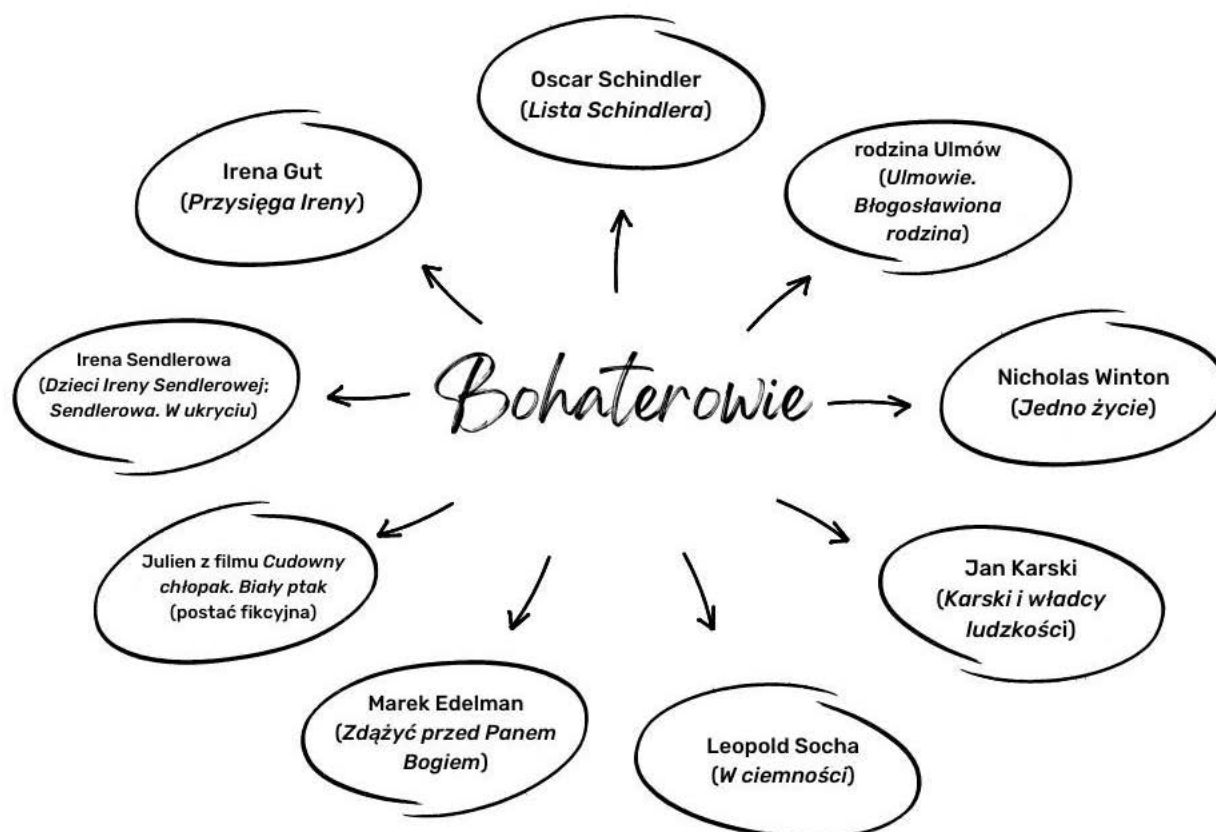 Oscar Schindler
(Lista Schindlera)
rodzina Ulmów
(Ulmowie.
Błogosławiona
rodzina)
Irena Gut
(Przysięga Ireny)
Irena Sendlerowa
(Dzieci Ireny Sendlerowej;
Sendlerowa. W ukryciu)
Bohaterowie
Nicholas Winton
(Jedno życie)
Julien z filmu Cudowny
chłopak. Biały ptak
(postać fikcyjna)
Jan Karski
(Karski i władcy
ludzkości)
Marek Edelman
(Zdążyć przed Panem
Bogiem)
Leopold Socha
(W ciemności)